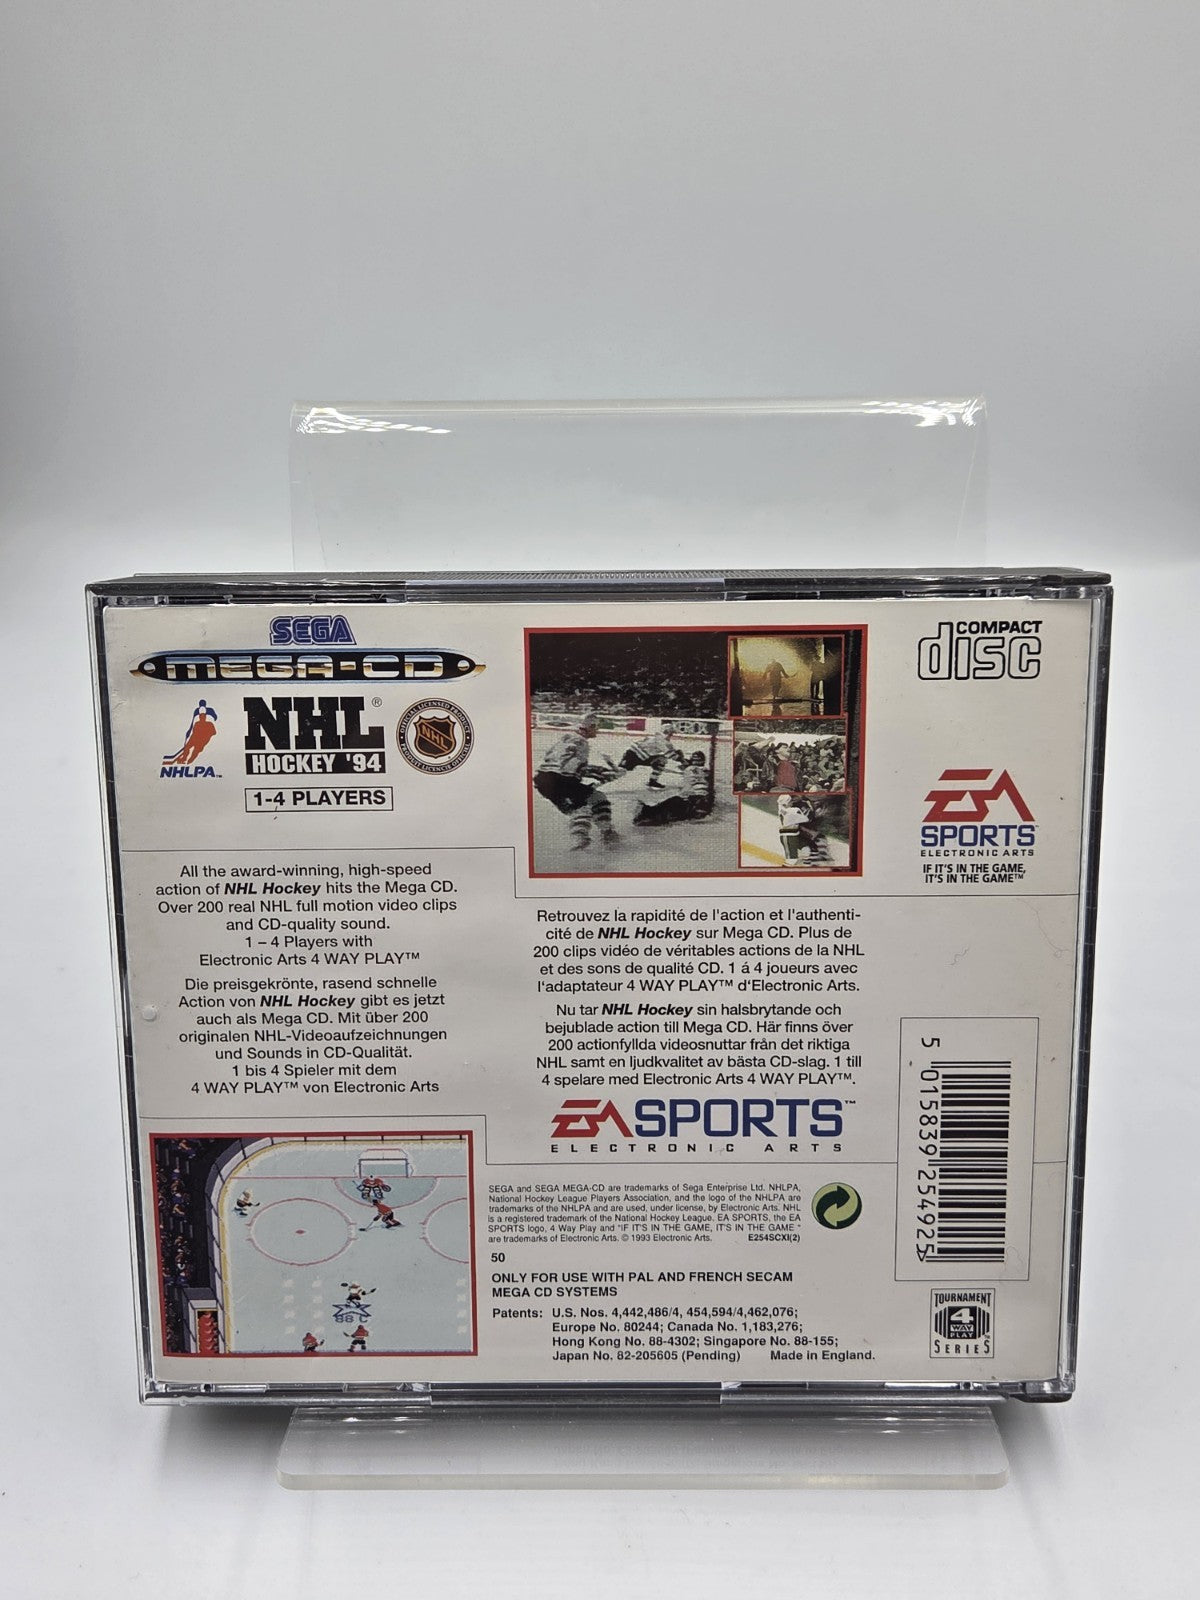 SEGA
MEGA-CD
NHLPA™
NHL®
HOCKEY '94
OFFICIAL LICENSED PRODUCT
NHL
PRODUIT LICENCIÉ OFFICIEL
1-4 PLAYERS
COMPACT
disc
EA
SPORTS™
ELECTRONIC ARTS
IF IT'S IN THE GAME,
IT'S IN THE GAME™
All the award-winning, high-speed
action of NHL Hockey hits the Mega CD.
Over 200 real NHL full motion video clips
and CD-quality sound.
1 – 4 Players with
Electronic Arts 4 WAY PLAY™
Die preisgekrönte, rasend schnelle
Action von NHL Hockey gibt es jetzt
auch als Mega CD. Mit über 200
originalen NHL-Videoaufzeichnungen
und Sounds in CD-Qualität.
1 bis 4 Spieler mit dem
4 WAY PLAY™ von Electronic Arts
Retrouvez la rapidité de l'action et l'authenti-
cité de NHL Hockey sur Mega CD. Plus de
200 clips vidéo de véritables actions de la NHL
et des sons de qualité CD. 1 á 4 joueurs avec
l'adaptateur 4 WAY PLAY™ d'Electronic Arts.
Nu tar NHL Hockey sin halsbrytande och
bejublade action till Mega CD. Här finns över
200 actionfyllda videosnuttar från det riktiga
NHL samt en ljudkvalitet av bästa CD-slag. 1 till
4 spelare med Electronic Arts 4 WAY PLAY™.
EA SPORTS™
ELECTRONIC ARTS
5 015839 254925
88 C
SEGA and SEGA MEGA-CD are trademarks of Sega Enterprise Ltd. NHLPA,
National Hockey League Players Association, and the logo of the NHLPA are
trademarks of the NHLPA and are used, under license, by Electronic Arts. NHL
is a registered trademark of the National Hockey League, EA SPORTS, the EA
SPORTS logo, 4 Way Play and "IF IT'S IN THE GAME, IT'S IN THE GAME "
are trademarks of Electronic Arts. © 1993 Electronic Arts. E254SCXI(2)
50
ONLY FOR USE WITH PAL AND FRENCH SECAM
MEGA CD SYSTEMS
Patents: U.S. Nos. 4,442,486/4, 454,594/4,462,076;
Europe No. 80244; Canada No. 1,183,276;
Hong Kong No. 88-4302; Singapore No. 88-155;
Japan No. 82-205605 (Pending) Made in England.
TOURNAMENT
4
WAY
PLAY™
SERIES